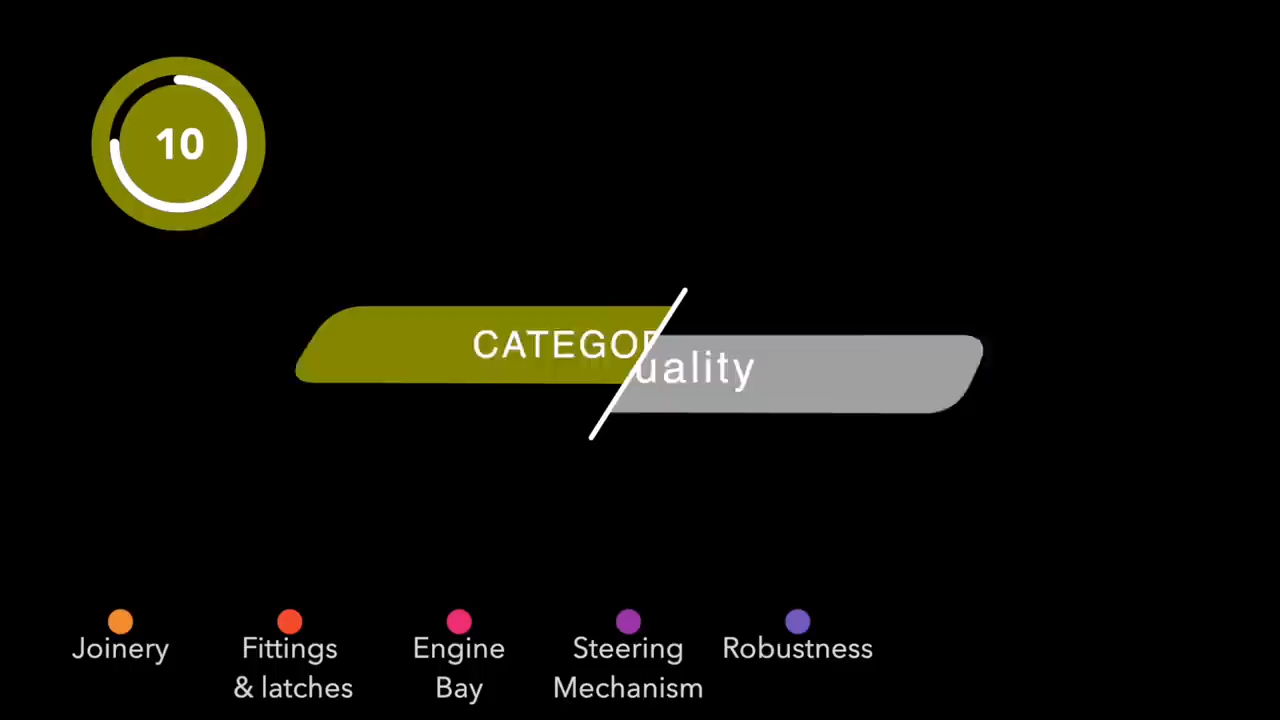 10
CATEGO
uality
Joinery
Fittings
& latches
Engine
Bay
Steering
Mechanism
Robustness